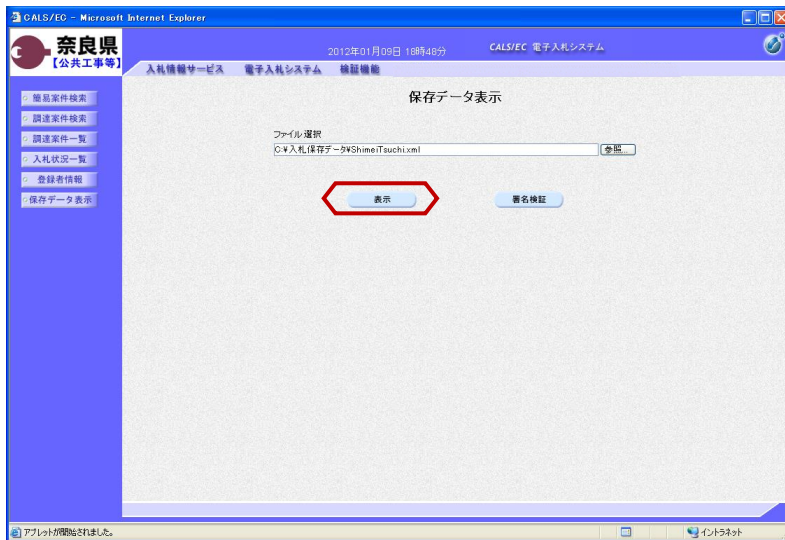 CALS/EC - Microsoft Internet Explorer
奈良県
【公共工事等】
2012年01月09日 18時48分
CALS/EC 電子入札システム
入札情報サービス 電子入札システム 検証機能
簡易案件検索
調達案件検索
調達案件一覧
入札状況一覧
登録者情報
保存データ表示
保存データ表示
ファイル選択
C:¥入札保存データ¥ShimeiTsuchi.xml
参照...
表示
署名検証
アプレットが開始されました。
イントラネット